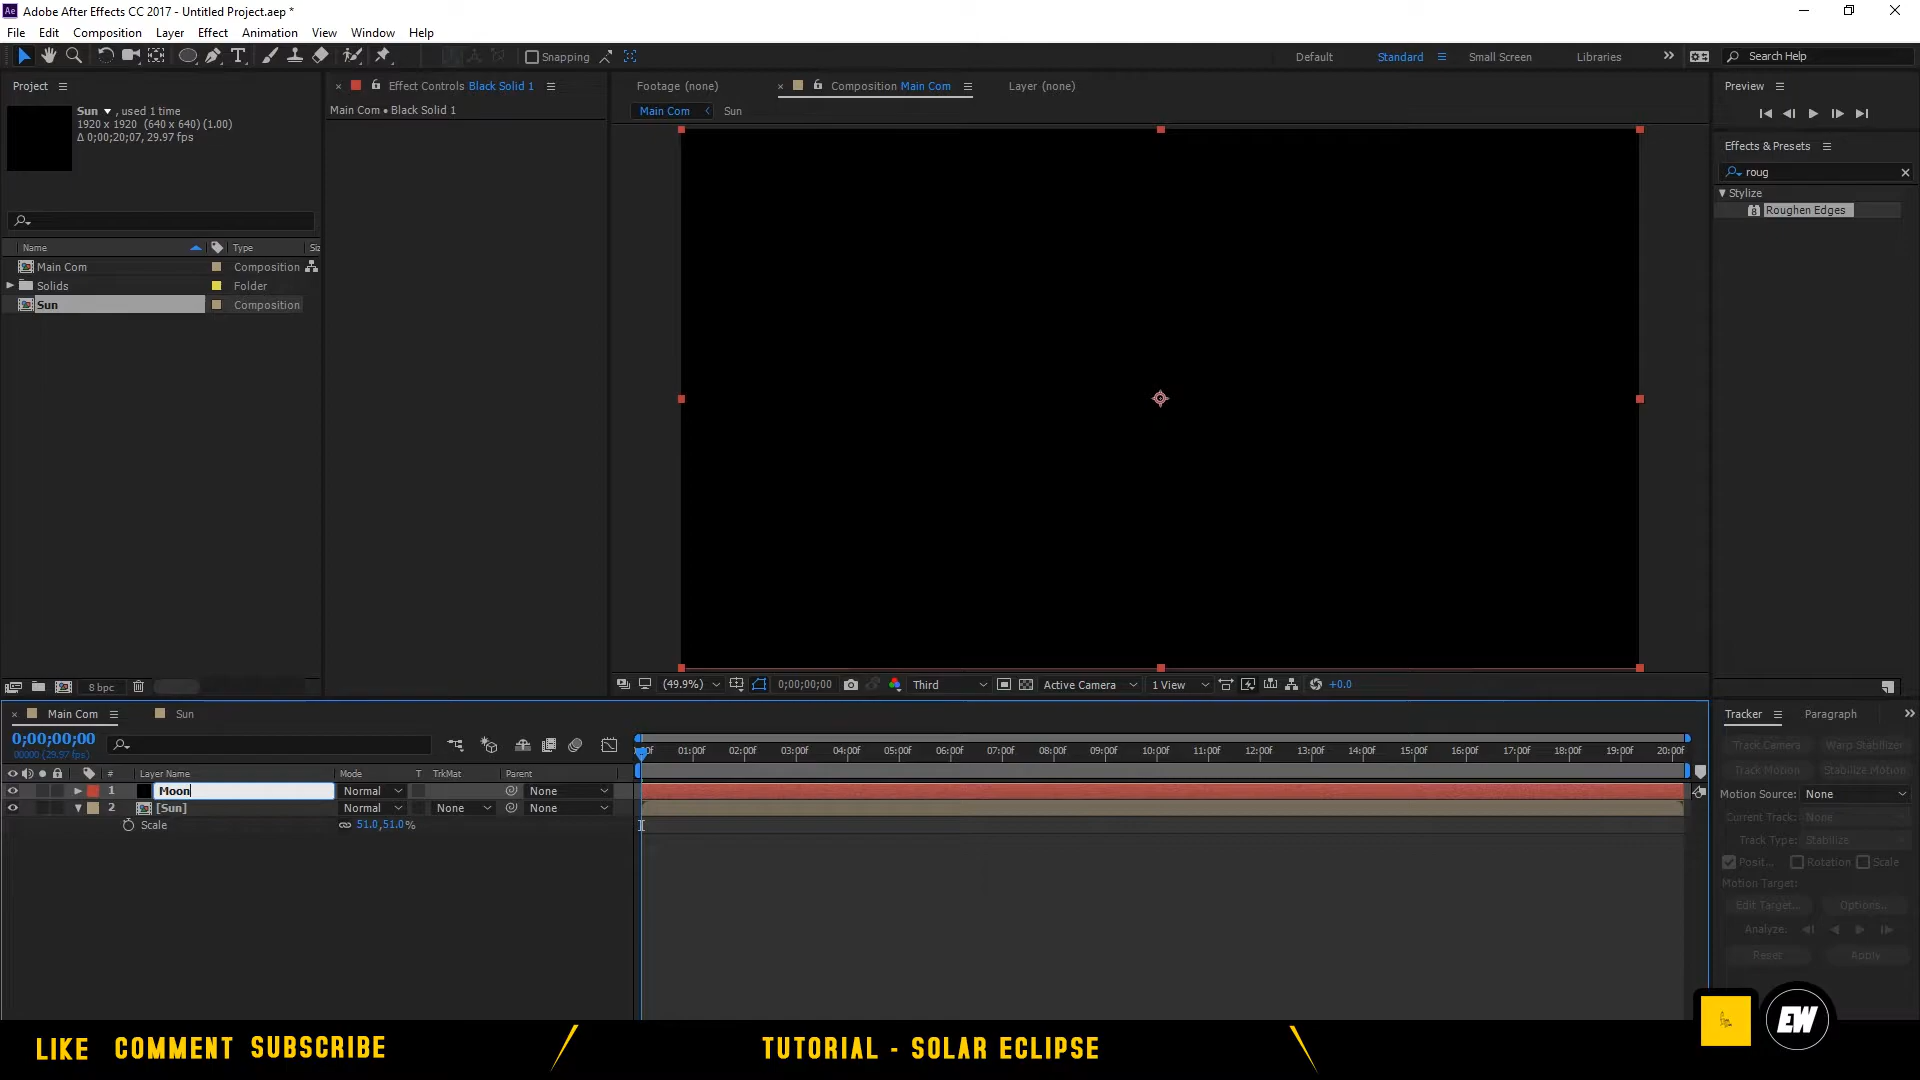 Adobe After Effects CC 2017 - Untitled Project.aep *
File Edit Composition Layer Effect Animation View Window Help
Snapping
Default Standard Small Screen Libraries
Search Help
Project
Sun , used 1 time
1920 x 1920 (640 x 640) (1.00)
Δ 0;00;20;07, 29.97 fps
Name Type Siz
Main Com Composition
Solids Folder
Sun Composition
8 bpc
Effect Controls Black Solid 1
Main Com • Black Solid 1
Footage (none) Composition Main Com Layer (none)
Main Com Sun
(49.9%) 0;00;00;00 Third Active Camera 1 View +0.0
Preview
Effects & Presets
roug
Stylize
Roughen Edges
Main Com Sun
0;00;00;00
00000 (29.97 fps)
01:00f 02:00f 03:00f 04:00f 05:00f 06:00f 07:00f 08:00f 09:00f 10:00f 11:00f 12:00f 13:00f 14:00f 15:00f 16:00f 17:00f 18:00f 19:00f 20:00f
# Layer Name Mode T TrkMat Parent
1 Moon Normal None
2 [Sun] Normal None None
Scale 51.0,51.0%
Tracker Paragraph
Track Camera Warp Stabilizer
Track Motion Stabilize Motion
Motion Source: None
Current Track: None
Track Type: Stabilize
Posit... Rotation Scale
Motion Target:
Edit Target... Options...
Analyze:
Reset Apply
LIKE COMMENT SUBSCRIBE
TUTORIAL - SOLAR ECLIPSE
EW